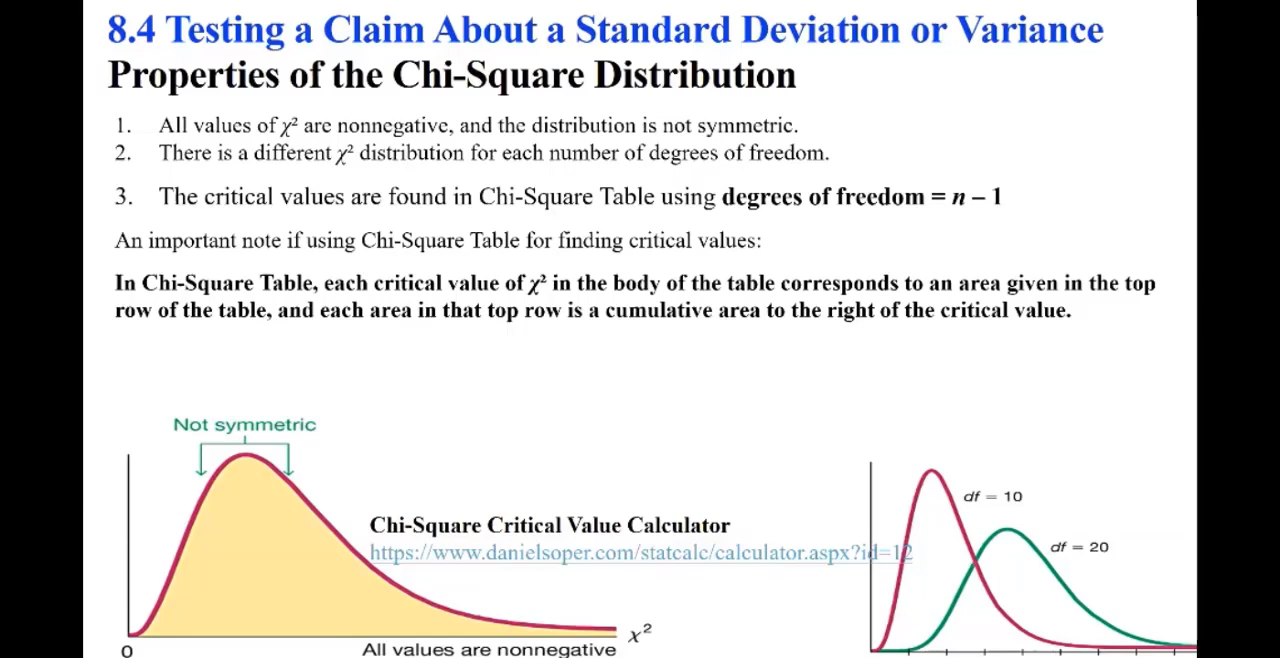 8.4 Testing a Claim About a Standard Deviation or Variance
Properties of the Chi-Square Distribution
1. All values of χ² are nonnegative, and the distribution is not symmetric.
2. There is a different χ² distribution for each number of degrees of freedom.
3. The critical values are found in Chi-Square Table using degrees of freedom = n – 1
An important note if using Chi-Square Table for finding critical values:
In Chi-Square Table, each critical value of χ² in the body of the table corresponds to an area given in the top
row of the table, and each area in that top row is a cumulative area to the right of the critical value.
Not symmetric
df = 10
Chi-Square Critical Value Calculator
df = 20
https://www.danielsoper.com/statcalc/calculator.aspx?id=12
χ²
0
All values are nonnegative